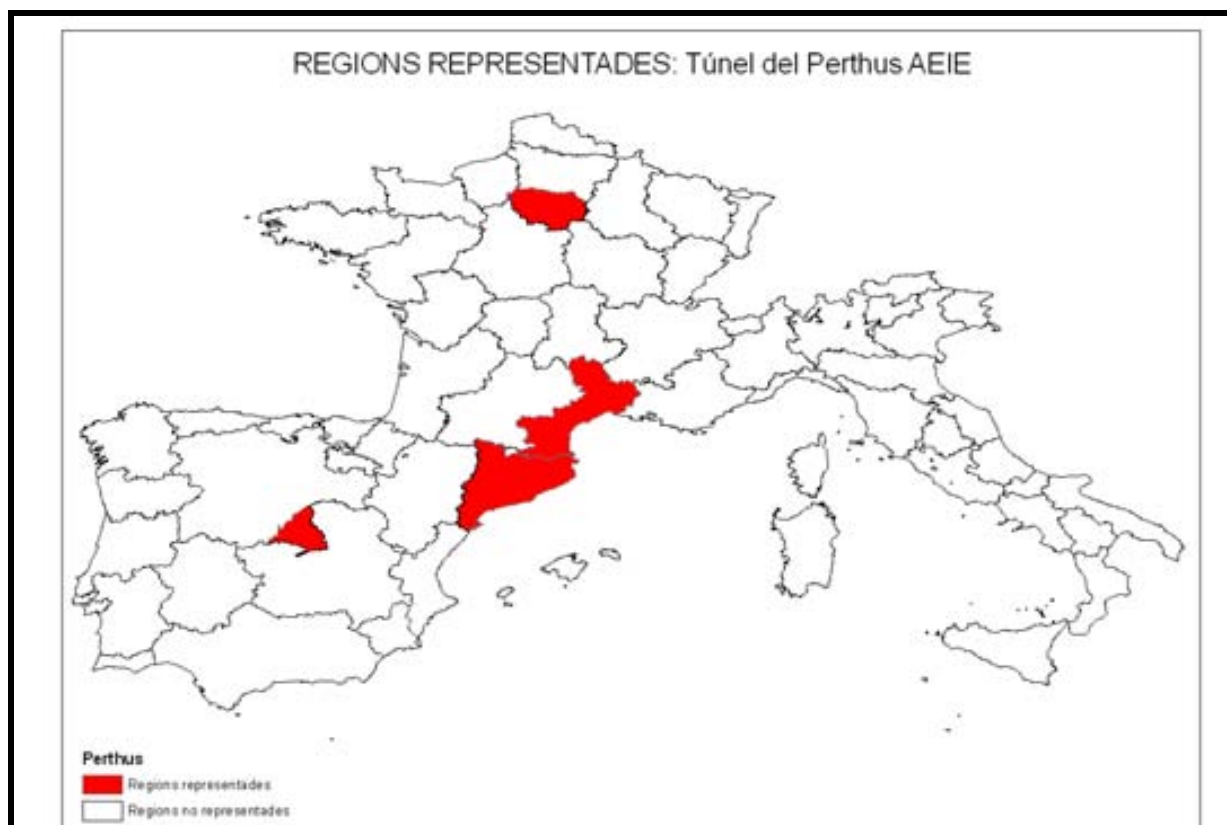 REGIONS REPRESENTADES: Túnel del Perthus AEIE
Perthus
Regions representades
Regions no representades